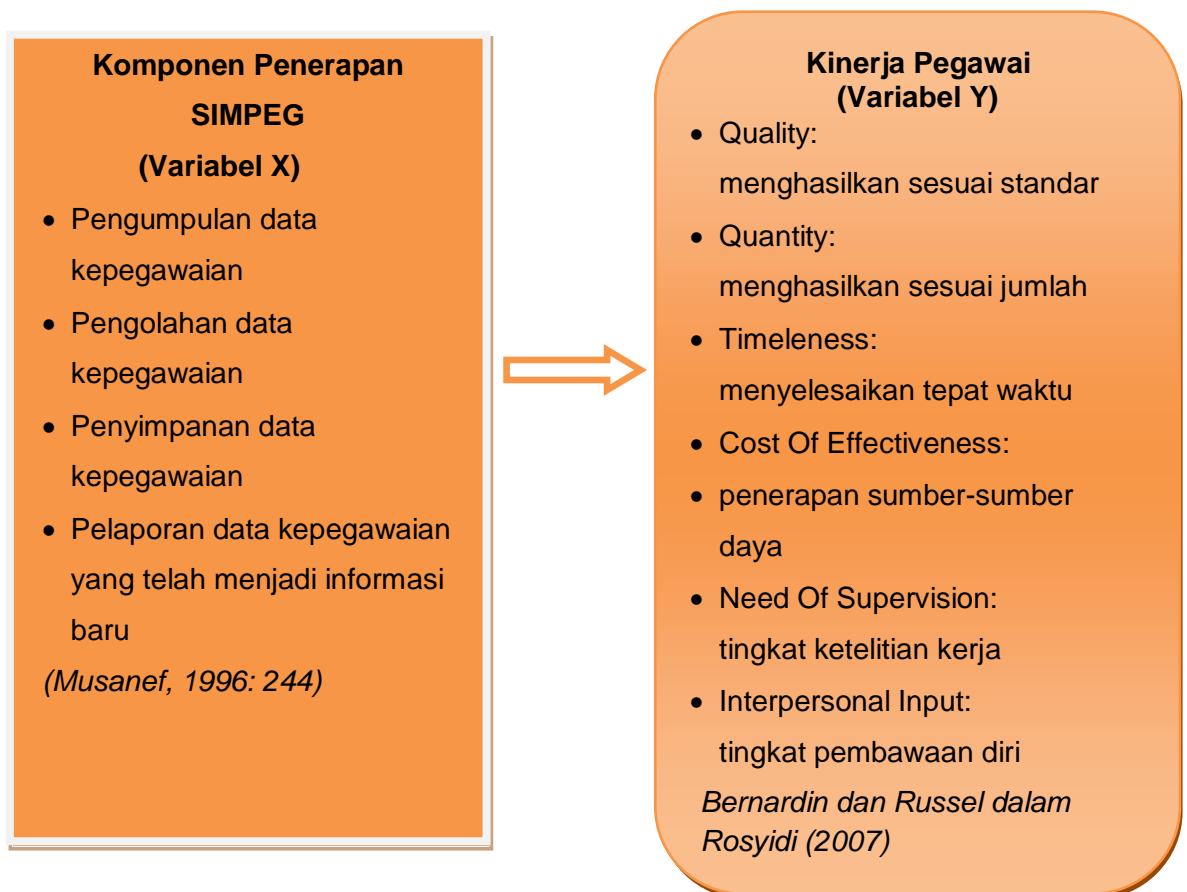 Komponen Penerapan
SIMPEG
(Variabel X)
• Pengumpulan data
kepegawaian
• Pengolahan data
kepegawaian
• Penyimpanan data
kepegawaian
• Pelaporan data kepegawaian
yang telah menjadi informasi
baru
(Musanef, 1996: 244)
Kinerja Pegawai
(Variabel Y)
• Quality:
menghasilkan sesuai standar
• Quantity:
menghasilkan sesuai jumlah
• Timeleness:
menyelesaikan tepat waktu
• Cost Of Effectiveness:
• penerapan sumber-sumber
daya
• Need Of Supervision:
tingkat ketelitian kerja
• Interpersonal Input:
tingkat pembawaan diri
Bernardin dan Russel dalam
Rosyidi (2007)